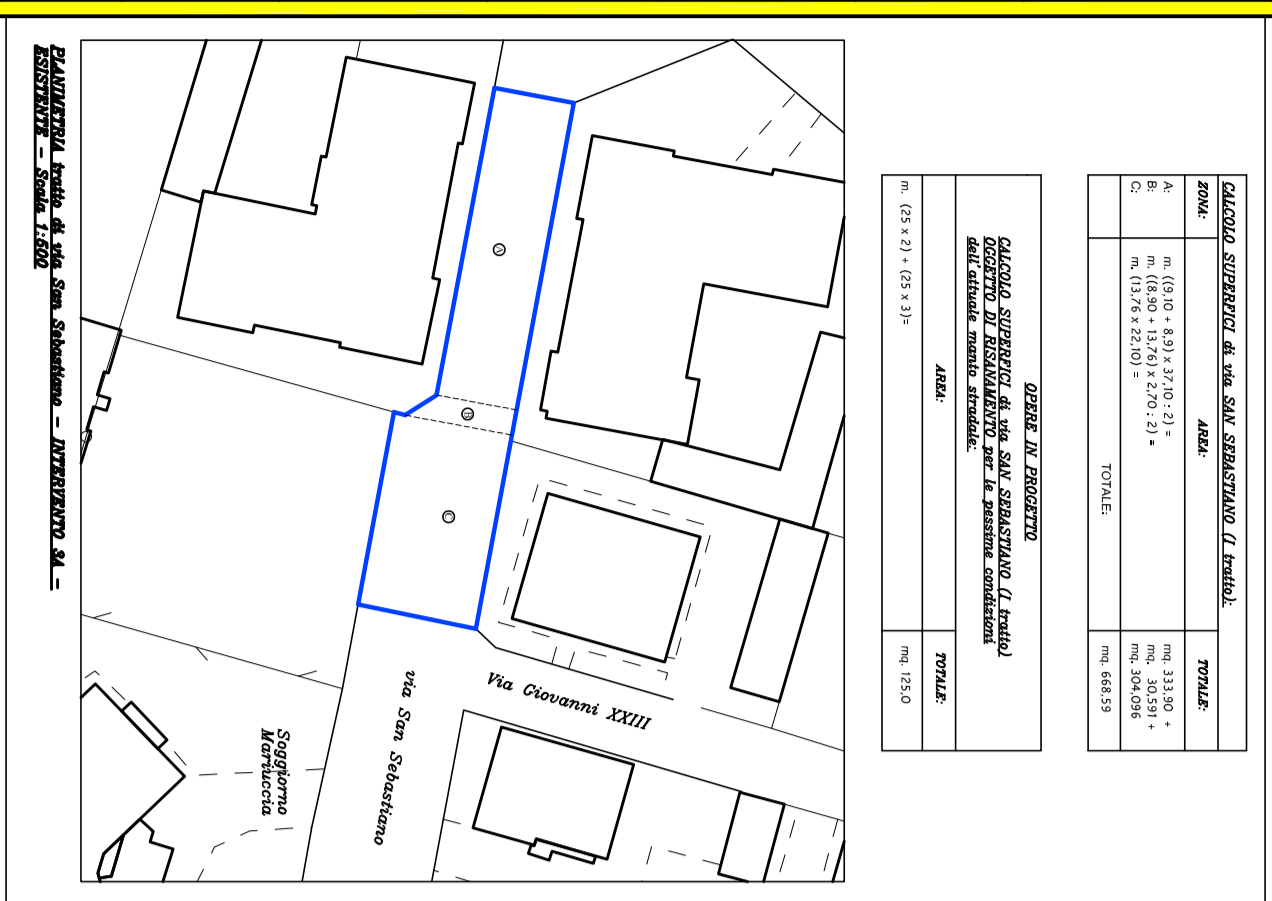 CALCOLO SUPERFICI di via SAN SEBASTIANO (I tratto):
ZONA: AREA: TOTALE:
A: m. ((9,10 + 8,9) x 37,10 : 2) = mq. 333,90 +
B: m. ((8,90 + 13,76) x 2,70 : 2) = mq. 30,591 +
C: m. (13,76 x 22,10) = mq. 304,096
TOTALE: mq. 668,59
OPERE IN PROGETTO
CALCOLO SUPERFICI di via SAN SEBASTIANO (I tratto)
OGGETTO DI RISANAMENTO per le pessime condizioni
dell'attuale manto stradale:
AREA: TOTALE:
m. (25 x 2) + (25 x 3)= mq. 125,0
A
B
C
Via Giovanni XXIII
via San Sebastiano
Soggiorno
Mariuccia
PLANIMETRIA tratto di via San Sebastiano - INTERVENTO 3A -
ESISTENTE - Scala 1:500